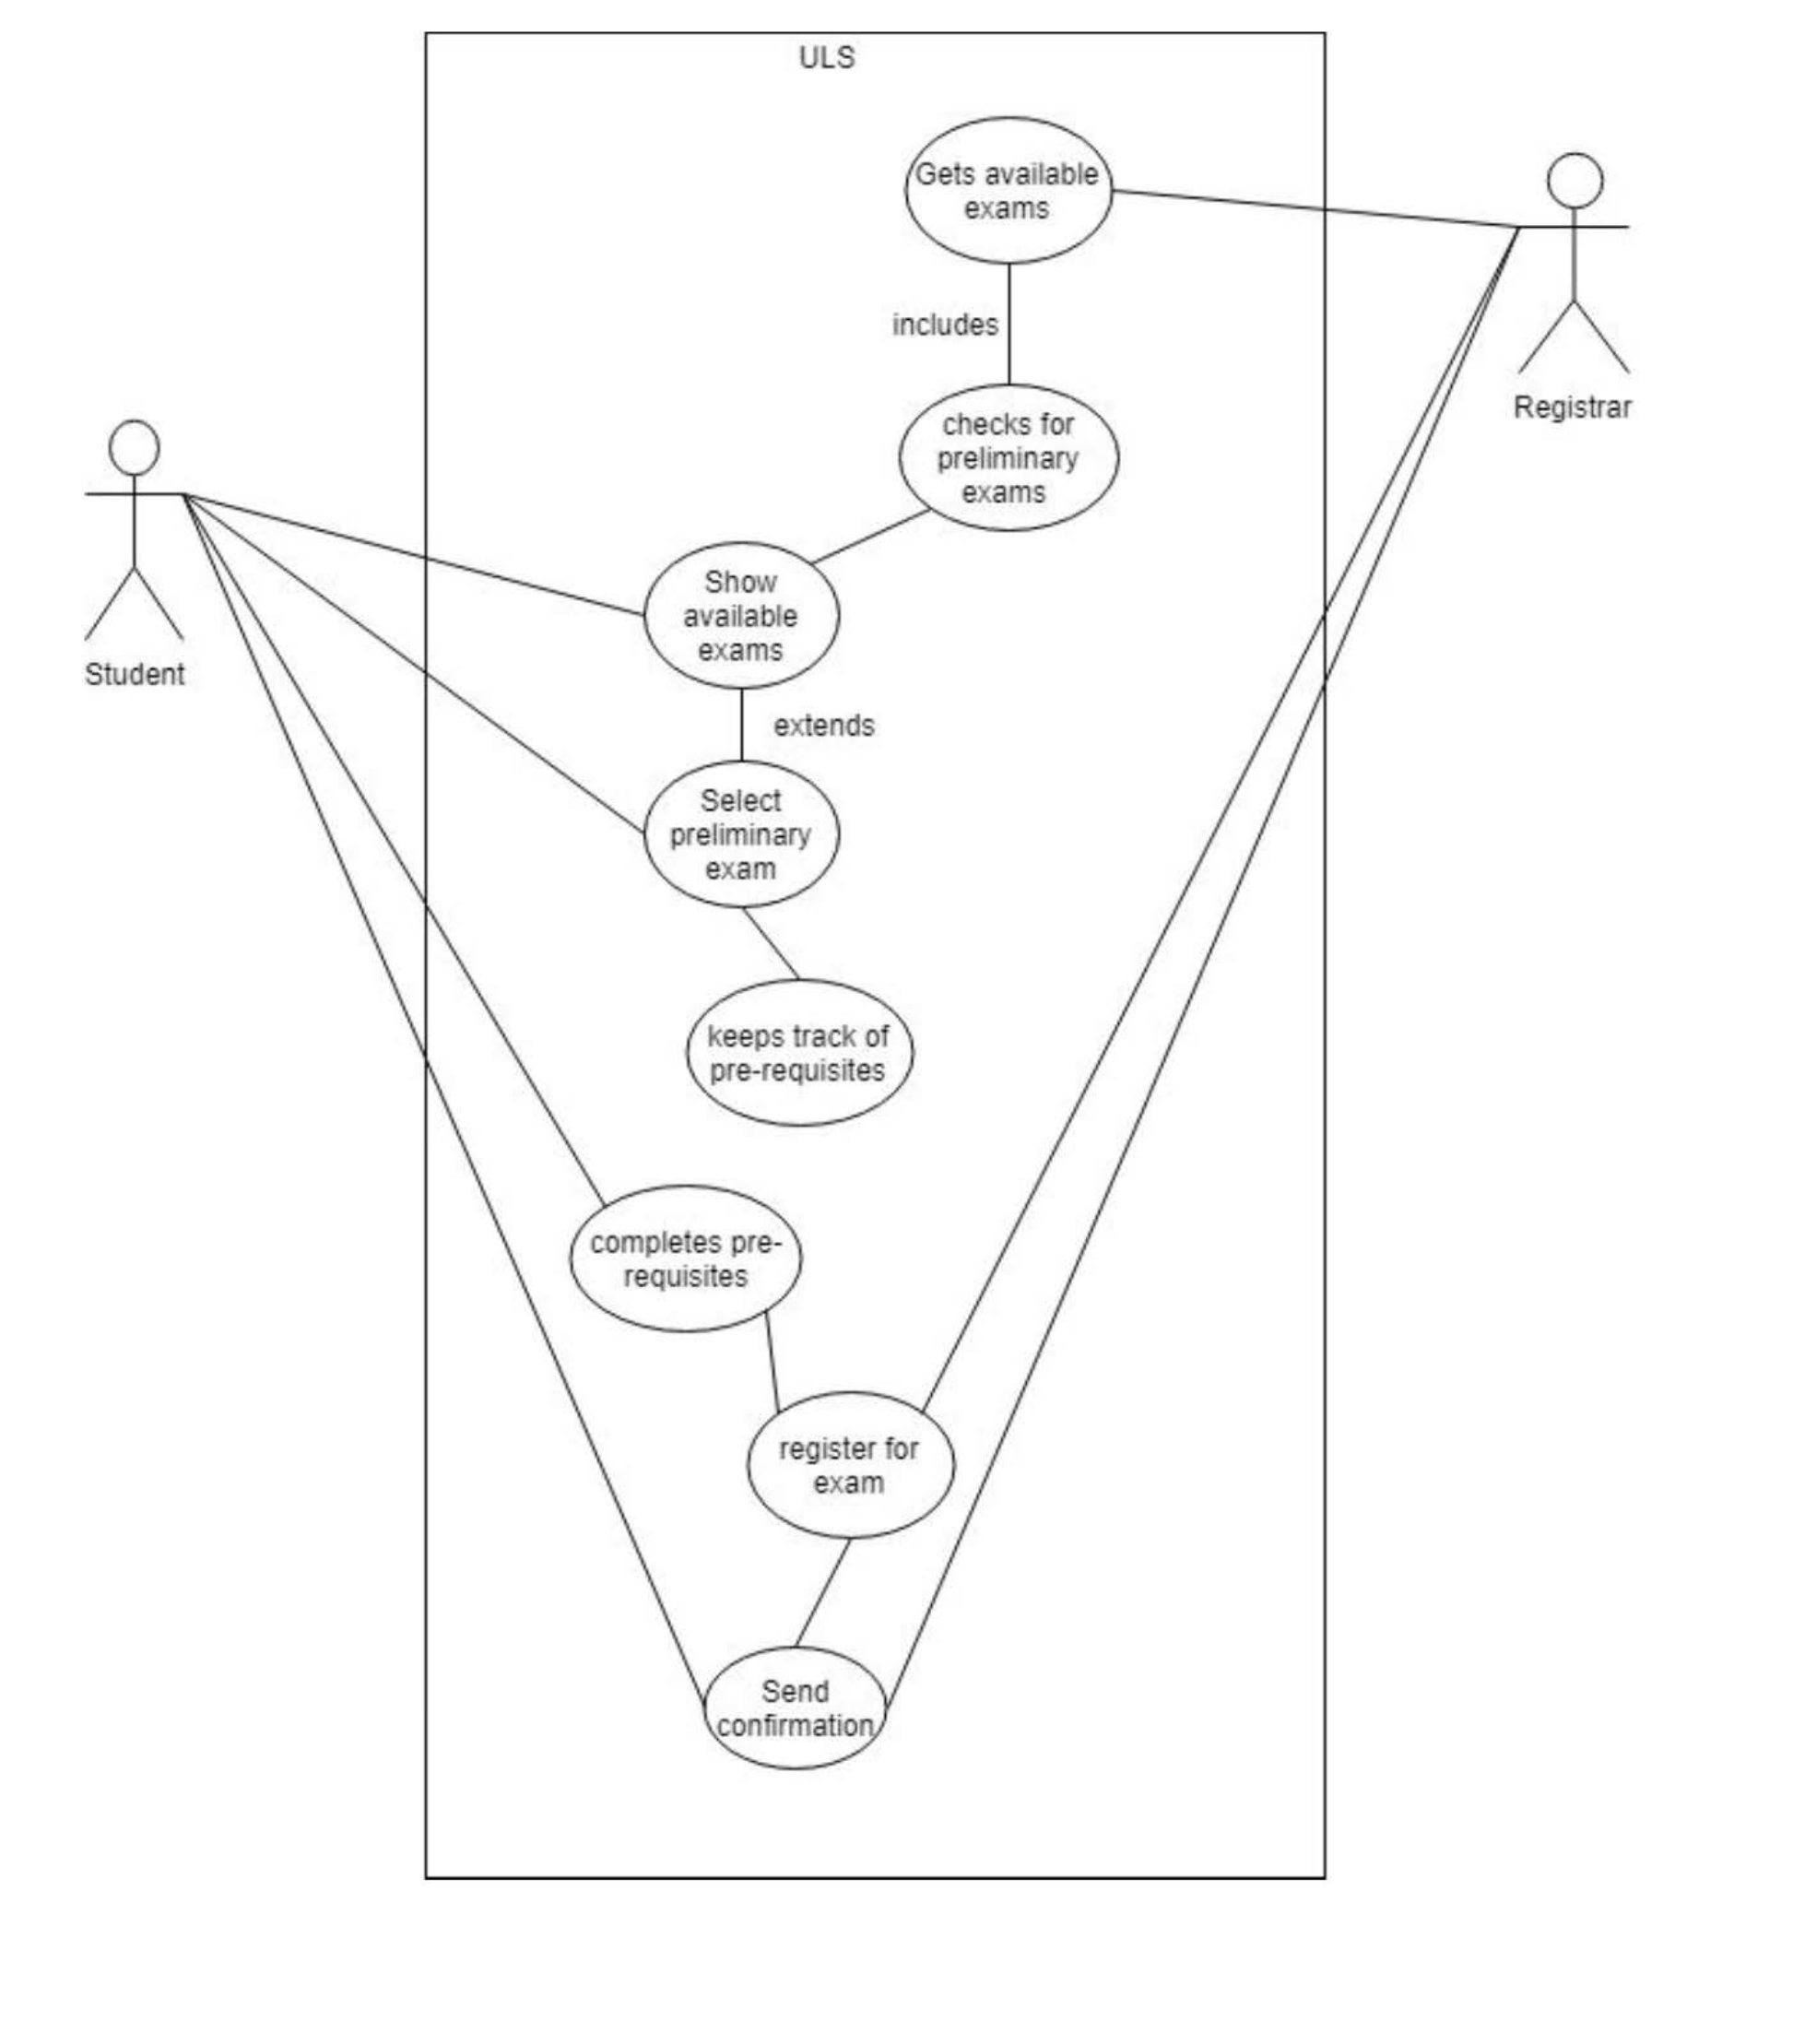 ULS
Gets available
exams
includes
Registrar
checks for
preliminary
exams
Show
available
exams
Student
extends
Select
preliminary
exam
keeps track of
pre-requisites
completes pre-
requisites
register for
exam
Send
confirmation